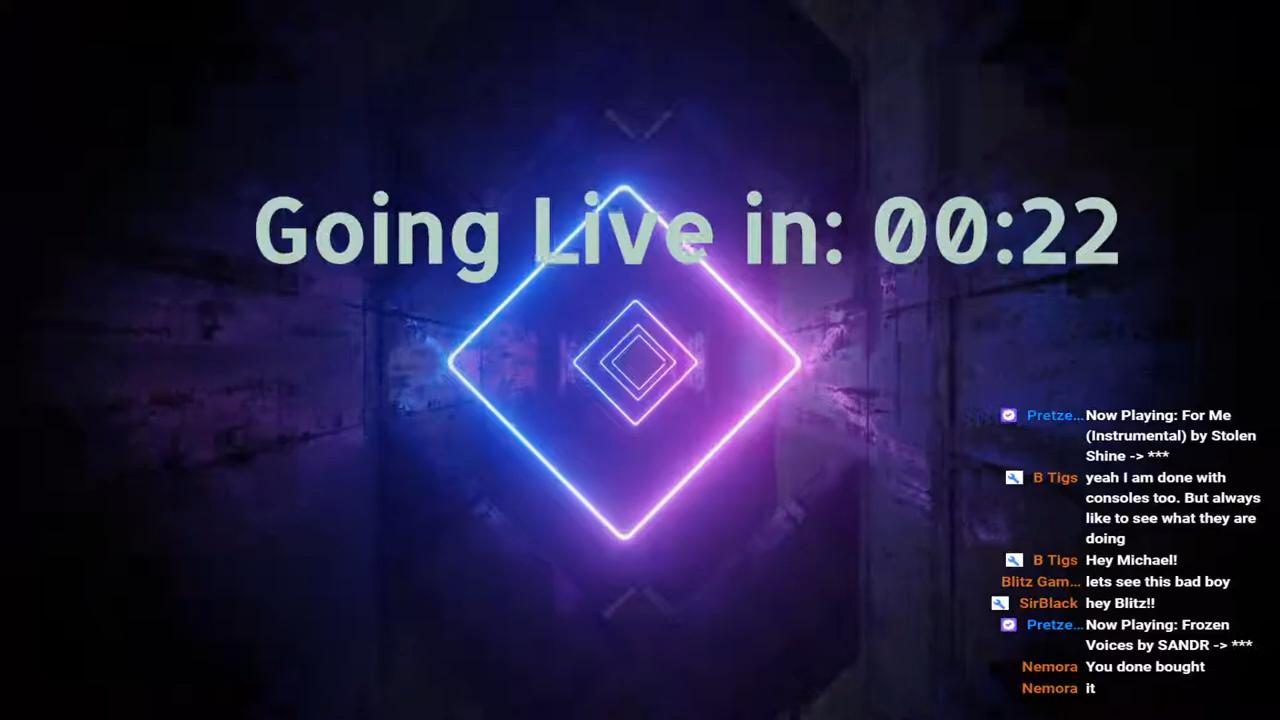 Going Live in: 00:22
Pretze... Now Playing: For Me
(Instrumental) by Stolen
Shine -> ***
B Tigs yeah I am done with
consoles too. But always
like to see what they are
doing
B Tigs Hey Michael!
Blitz Gam... lets see this bad boy
SirBlack hey Blitz!!
Pretze... Now Playing: Frozen
Voices by SANDR -> ***
Nemora You done bought
Nemora it